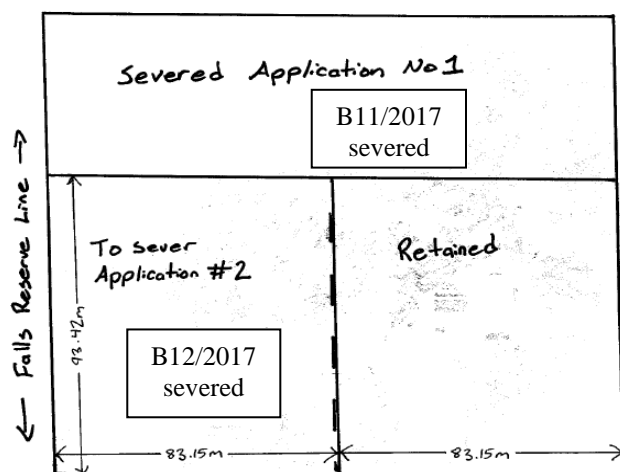 Severed Application No 1
B11/2017
severed
← Falls Reserve Line →
To sever
Application #2
Retained
93.42m
B12/2017
severed
83.15m
83.15m